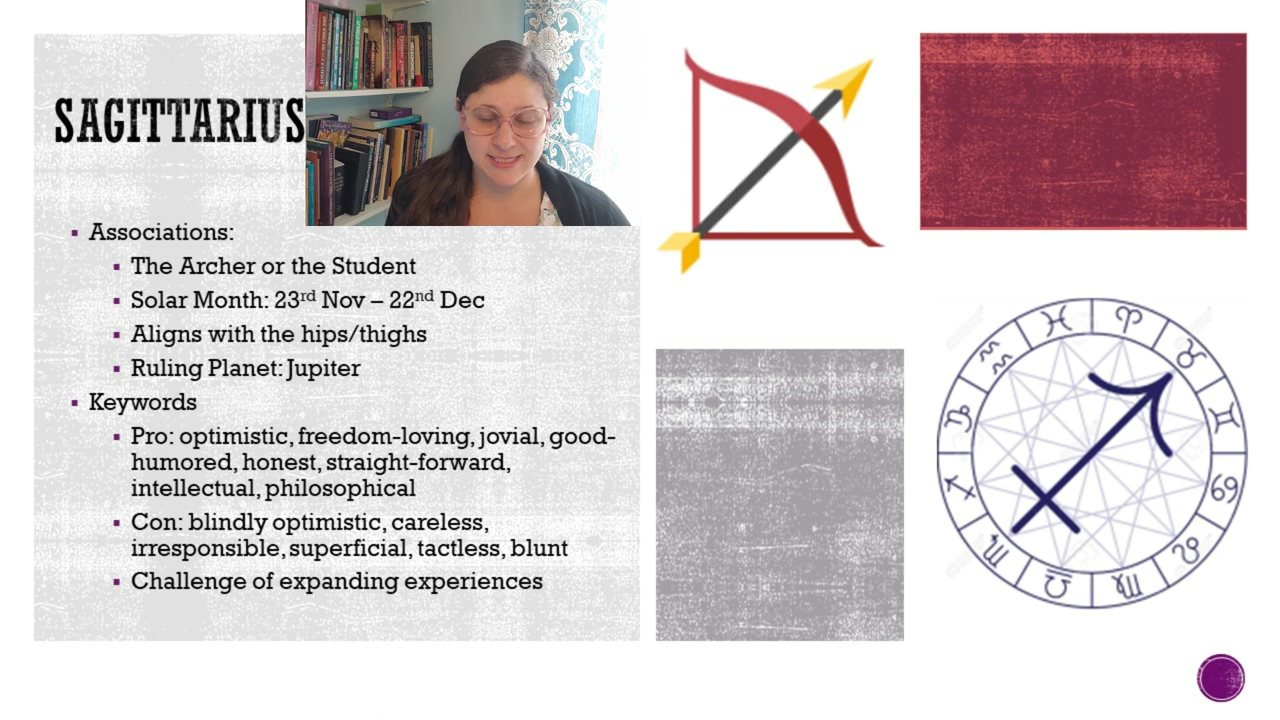 SAGITTARIUS
Associations:
The Archer or the Student
Solar Month: 23rd Nov – 22nd Dec
Aligns with the hips/thighs
Ruling Planet: Jupiter
Keywords
Pro: optimistic, freedom-loving, jovial, good-
humored, honest, straight-forward,
intellectual, philosophical
Con: blindly optimistic, careless,
irresponsible, superficial, tactless, blunt
Challenge of expanding experiences